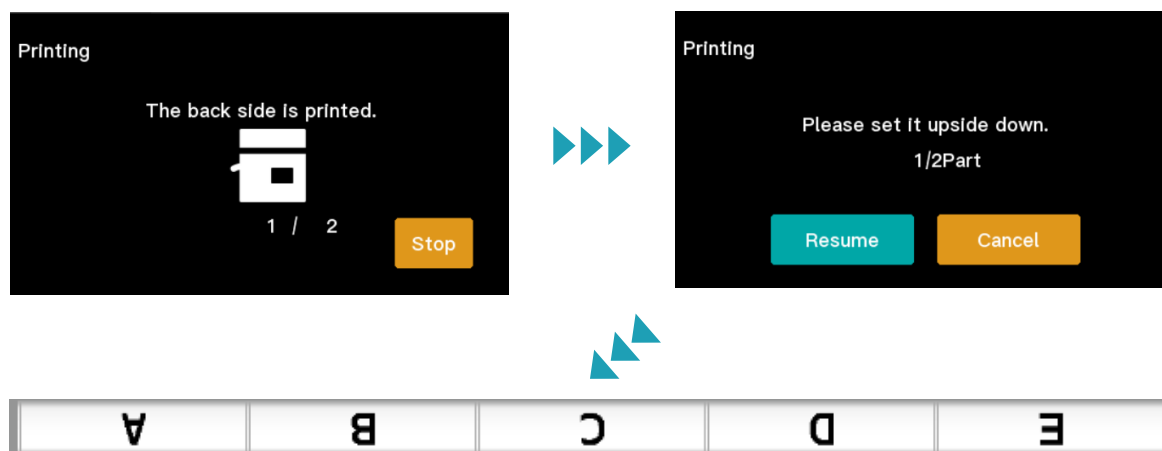 Printing
The back side is printed.
1 / 2
Stop
Printing
Please set it upside down.
1/2Part
Resume
Cancel
A
B
C
D
E